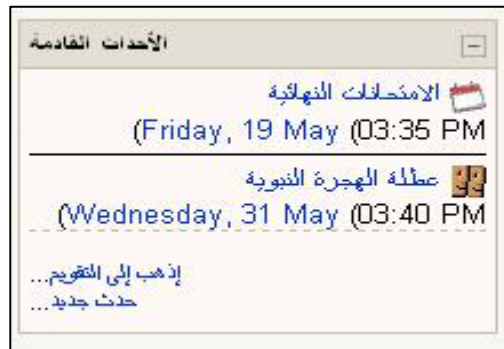 الأحداث القادمة
الامتحانات النهائية
(Friday, 19 May (03:35 PM
عطلة الهجرة النبوية
(Wednesday, 31 May (03:40 PM
إذهب إلى التقويم...
حدث جديد...